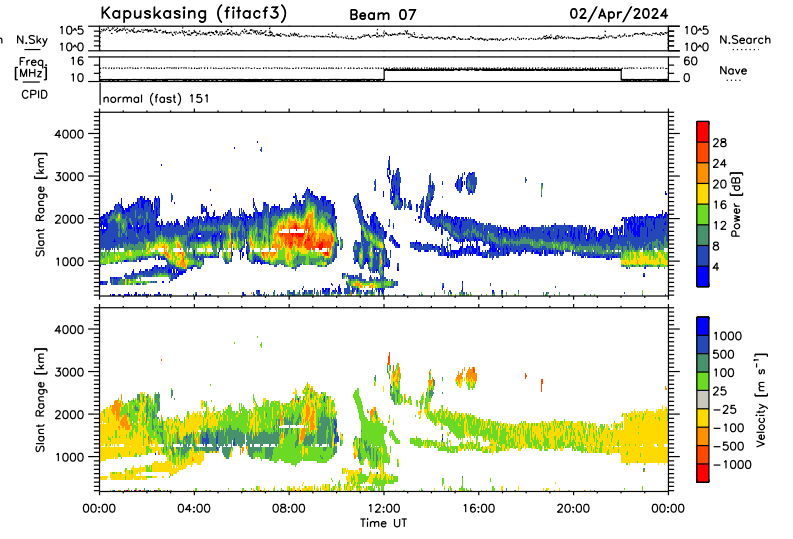 Kapuskasing (fitacf3) Beam 07 02/Apr/2024
N.Sky 10^5 10^0 10^5 10^0 N.Search
Freq. [MHz] 16 10 60 0 Nave
CPID normal (fast) 151
Slant Range [km] 4000 3000 2000 1000
28 24 20 16 12 8 4 Power [dB]
Slant Range [km] 4000 3000 2000 1000
1000 500 100 25 -25 -100 -500 -1000 Velocity [m s⁻¹]
00:00 04:00 08:00 12:00 16:00 20:00 00:00
Time UT